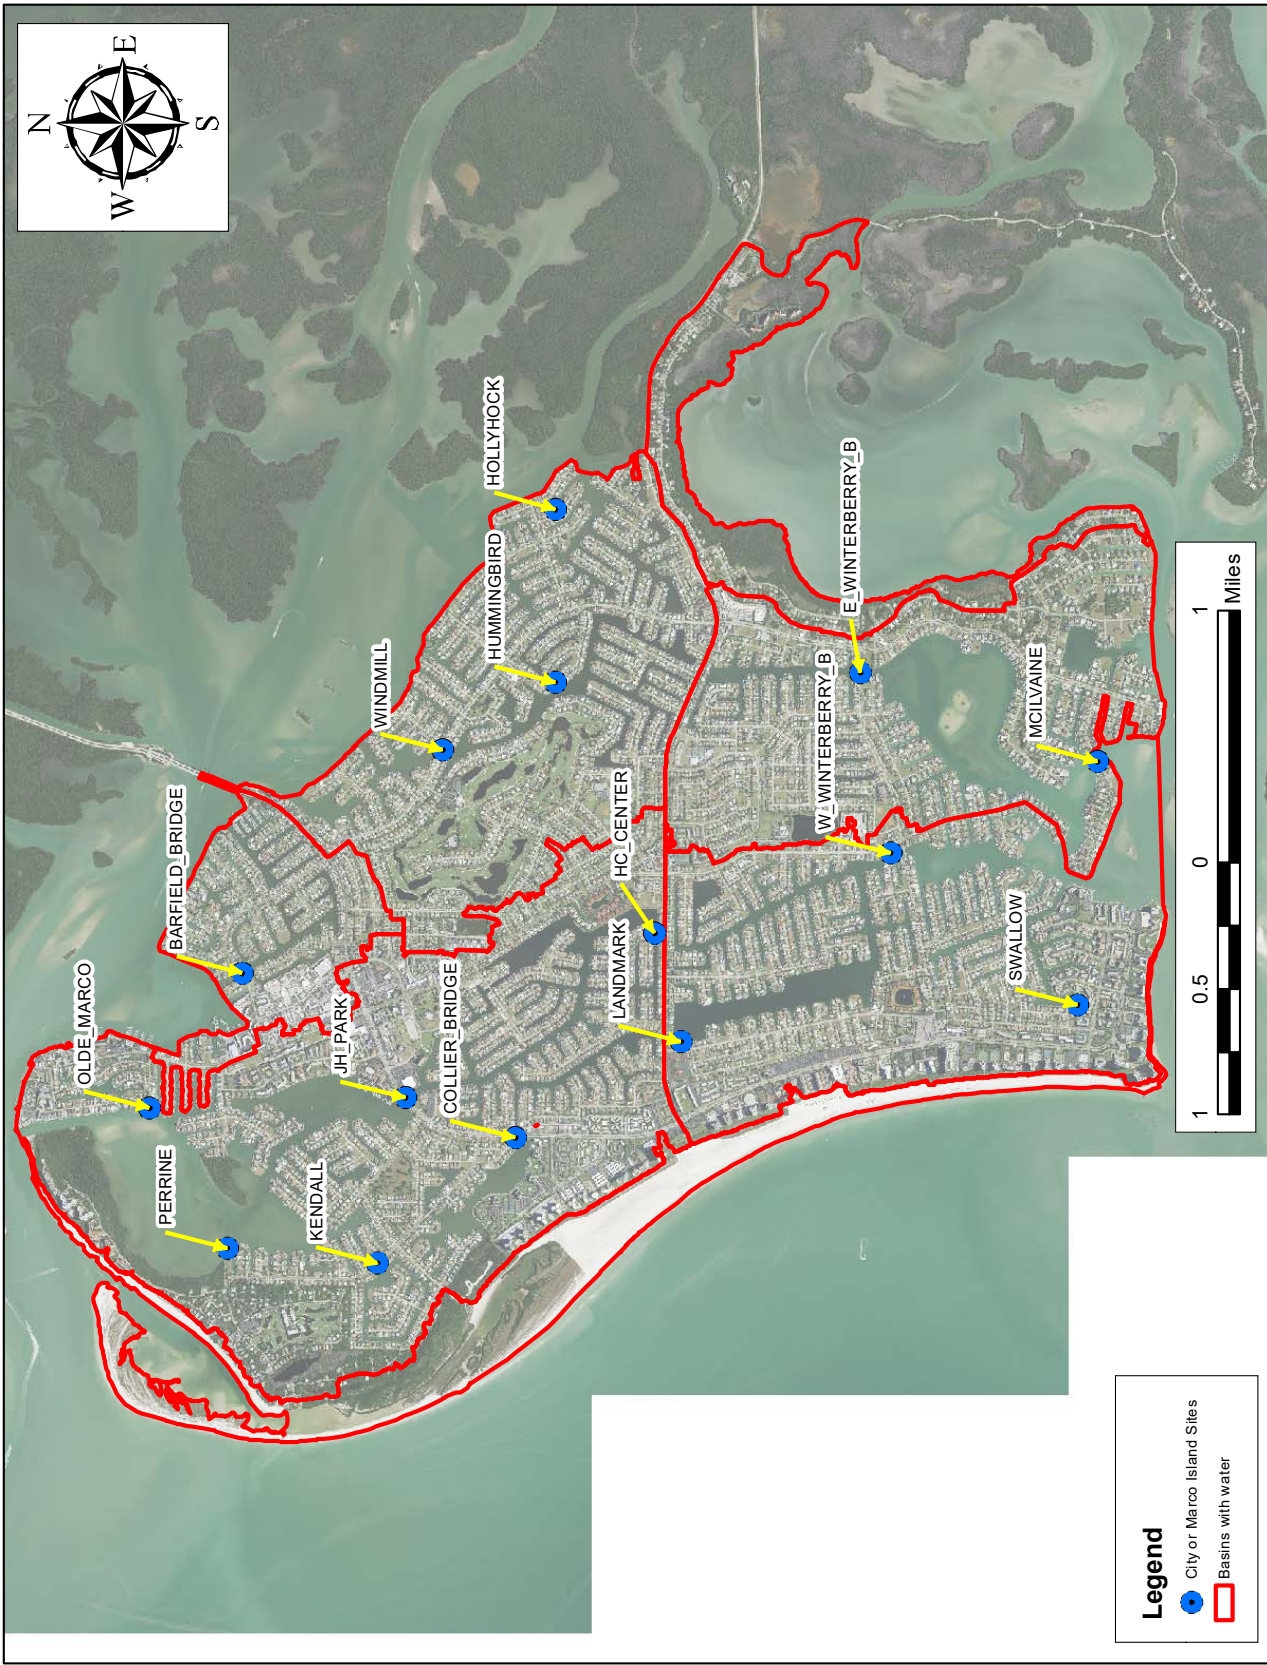 N
E
S
W
OLDE_MARCO
BARFIELD_BRIDGE
WINDMILL
HUMMINGBIRD
HOLLYHOCK
PERRINE
KENDALL
JH_PARK
COLLIER_BRIDGE
LANDMARK
HC_CENTER
W_WINTERBERRY_B
E_WINTERBERRY_B
SWALLOW
MCILVAINE
1 0.5 0 1
Miles
Legend
City or Marco Island Sites
Basins with water